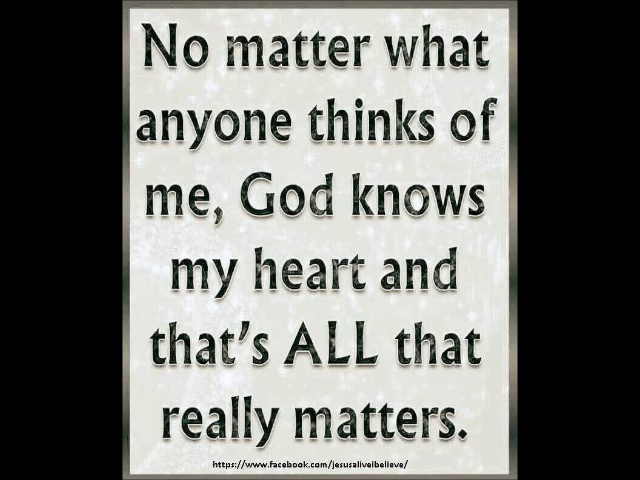 No matter what
anyone thinks of
me, God knows
my heart and
that's ALL that
really matters.
https://www.facebook.com/jesusaliveibelieve/